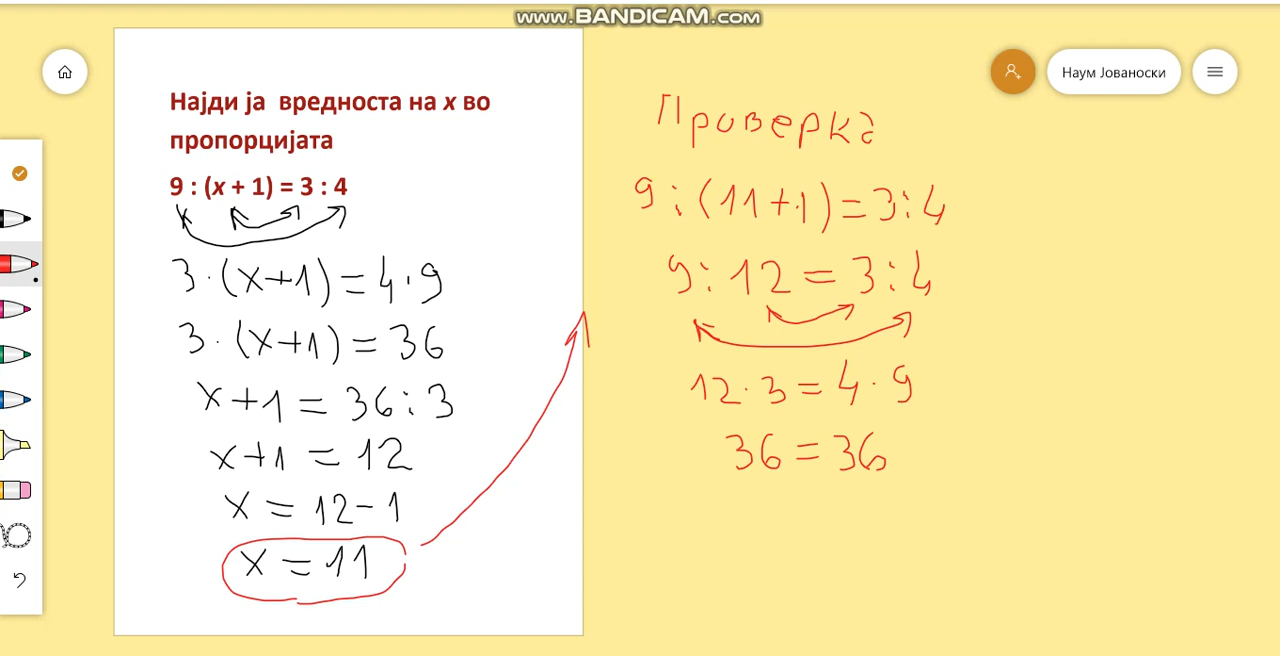 www.BANDICAM.com
Наум Јованоски
Најди ја вредноста на x во
пропорцијата
9 : (x + 1) = 3 : 4
3·(x+1)=4·9
3·(x+1)=36
x+1=36:3
x+1=12
x=12-1
x=11
Проверка
9:(11+1)=3:4
9:12=3:4
12·3=4·9
36=36